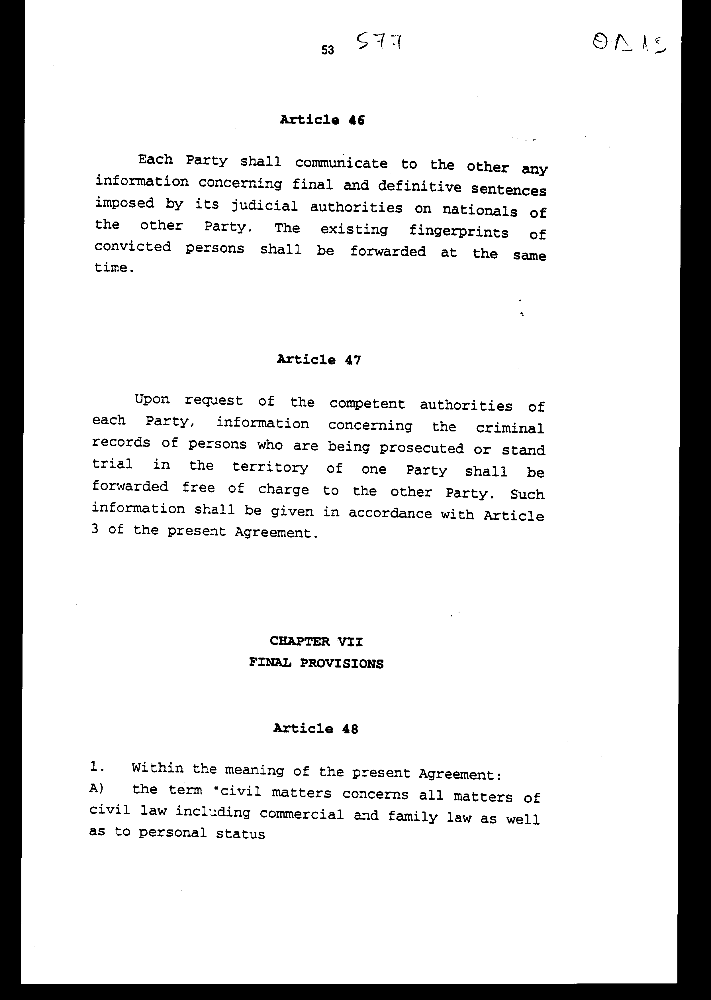 53 577
Article 46
Each Party shall communicate to the other any
information concerning final and definitive sentences
imposed by its judicial authorities on nationals of
the other Party. The existing fingerprints of
convicted persons shall be forwarded at the same
time.
Article 47
Upon request of the competent authorities of
each Party, information concerning the criminal
records of persons who are being prosecuted or stand
trial in the territory of one Party shall be
forwarded free of charge to the other Party. Such
information shall be given in accordance with Article
3 of the present Agreement.
CHAPTER VII
FINAL PROVISIONS
Article 48
1. Within the meaning of the present Agreement:
A) the term "civil matters concerns all matters of
civil law including commercial and family law as well
as to personal status